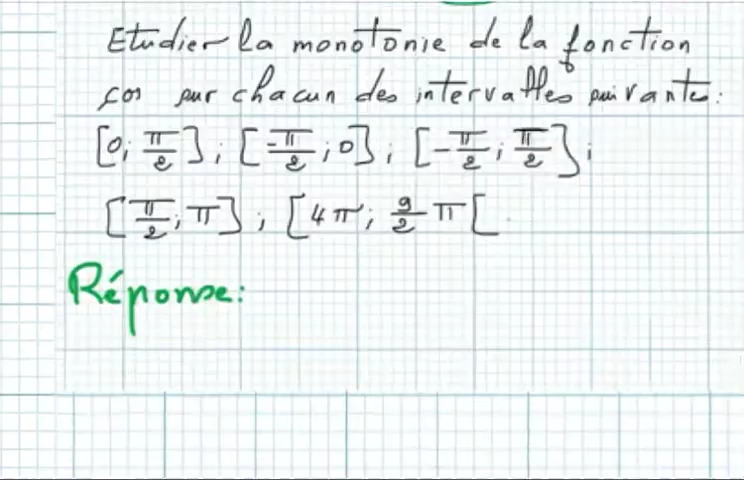 Etudier la monotonie de la fonction
cos sur chacun des intervalles suivantes:
[0; π/2]; [-π/2; 0]; [-π/2; π/2];
[π/2; π]; [4π; 9/2 π[.
Réponse: